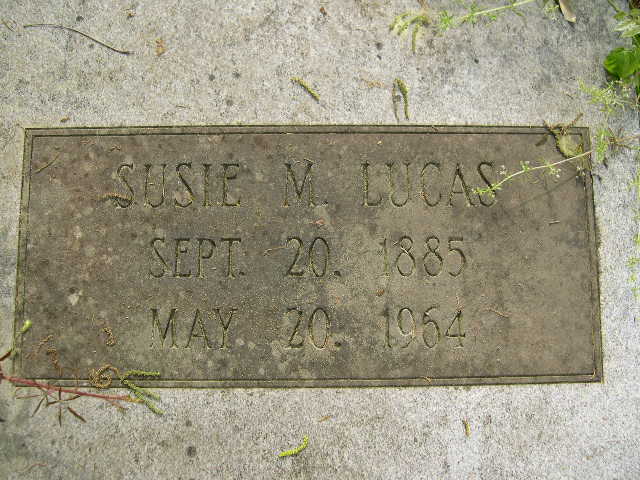 SUSIE M. LUCAS
SEPT. 20. 1885
MAY 20. 1964